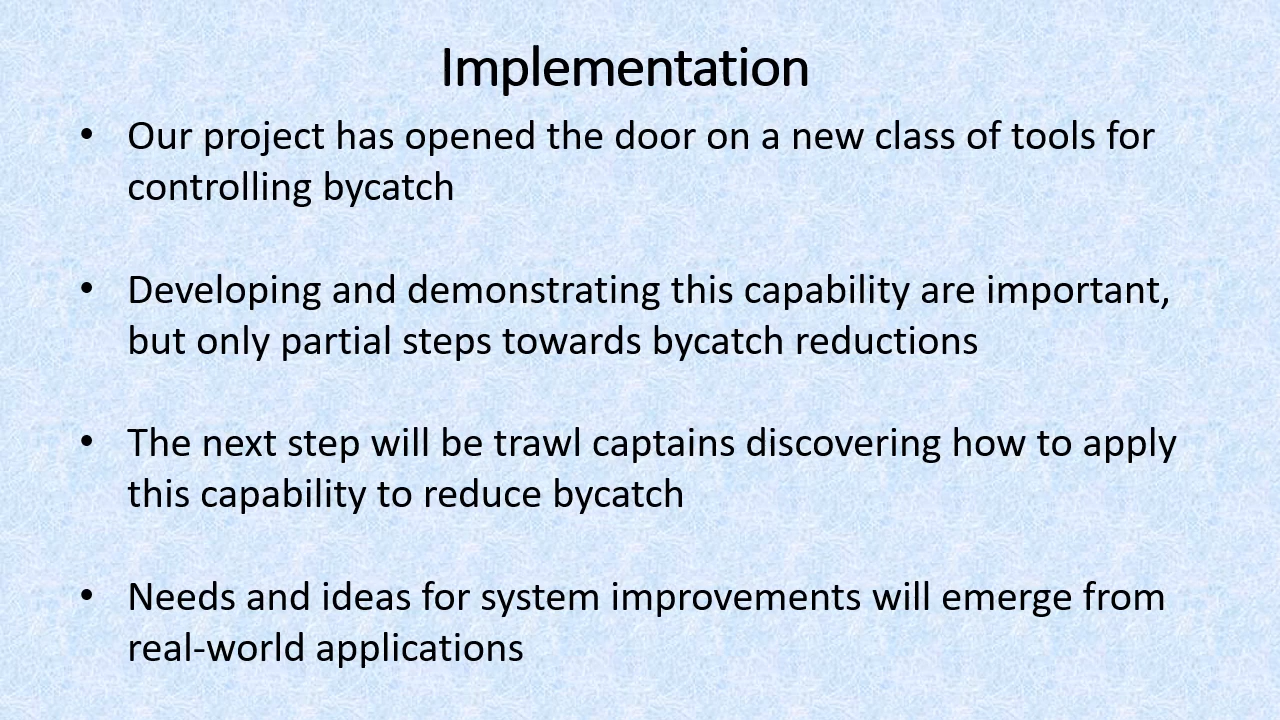 Implementation
• Our project has opened the door on a new class of tools for
controlling bycatch
• Developing and demonstrating this capability are important,
but only partial steps towards bycatch reductions
• The next step will be trawl captains discovering how to apply
this capability to reduce bycatch
• Needs and ideas for system improvements will emerge from
real-world applications